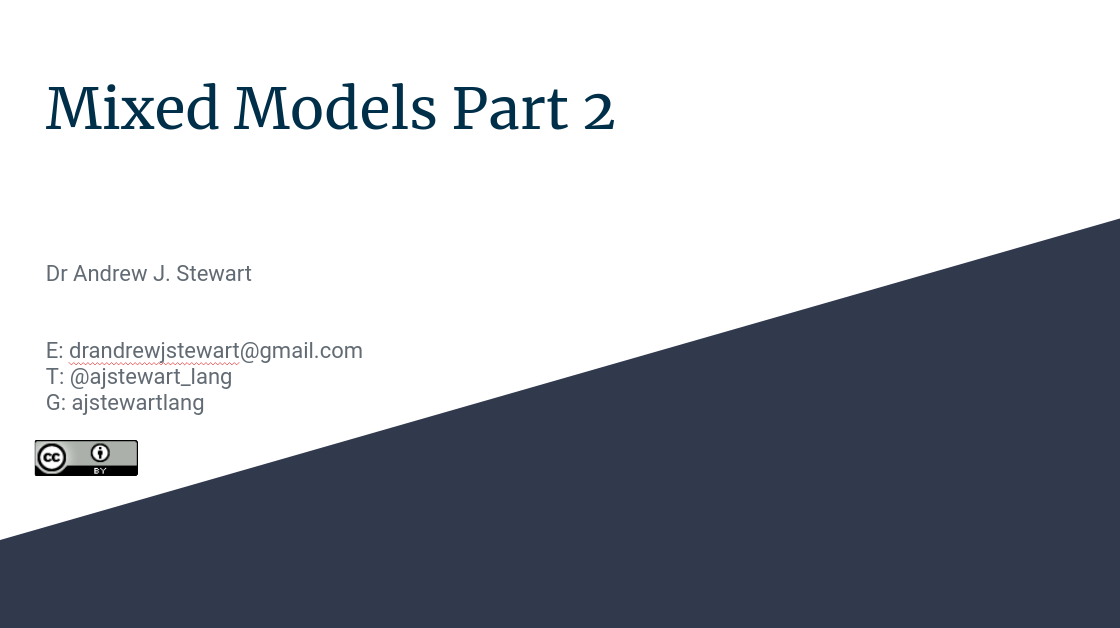 Mixed Models Part 2
Dr Andrew J. Stewart
E: drandrewjstewart@gmail.com
T: @ajstewart_lang
G: ajstewartlang
cc
BY